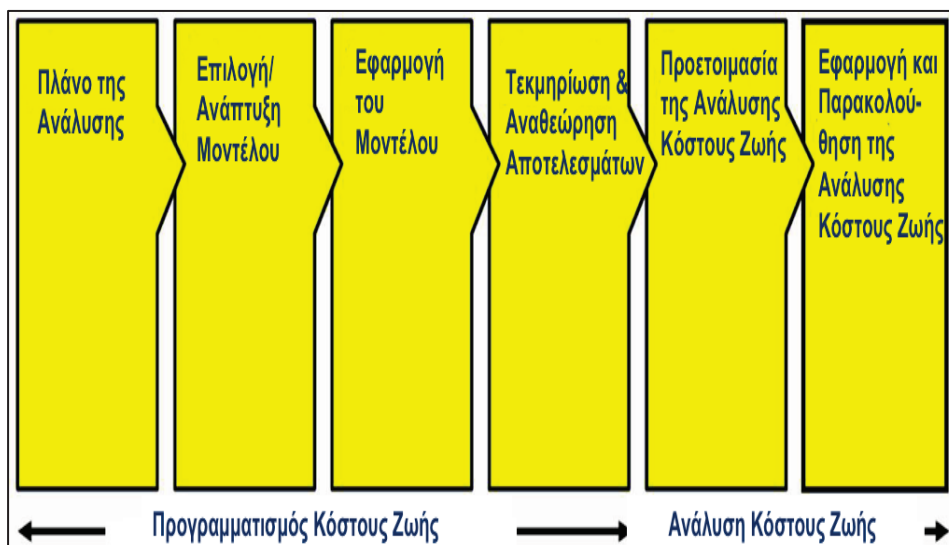 Πλάνο της
Ανάλυσης
Επιλογή/
Ανάπτυξη
Μοντέλου
Εφαρμογή
του
Μοντέλου
Τεκμηρίωση &
Αναθεώρηση
Αποτελεσμάτων
Προετοιμασία
της Ανάλυσης
Κόστους Ζωής
Εφαρμογή και
Παρακολού-
θηση της
Ανάλυσης
Κόστους Ζωής
Προγραμματισμός Κόστους Ζωής
Ανάλυση Κόστους Ζωής